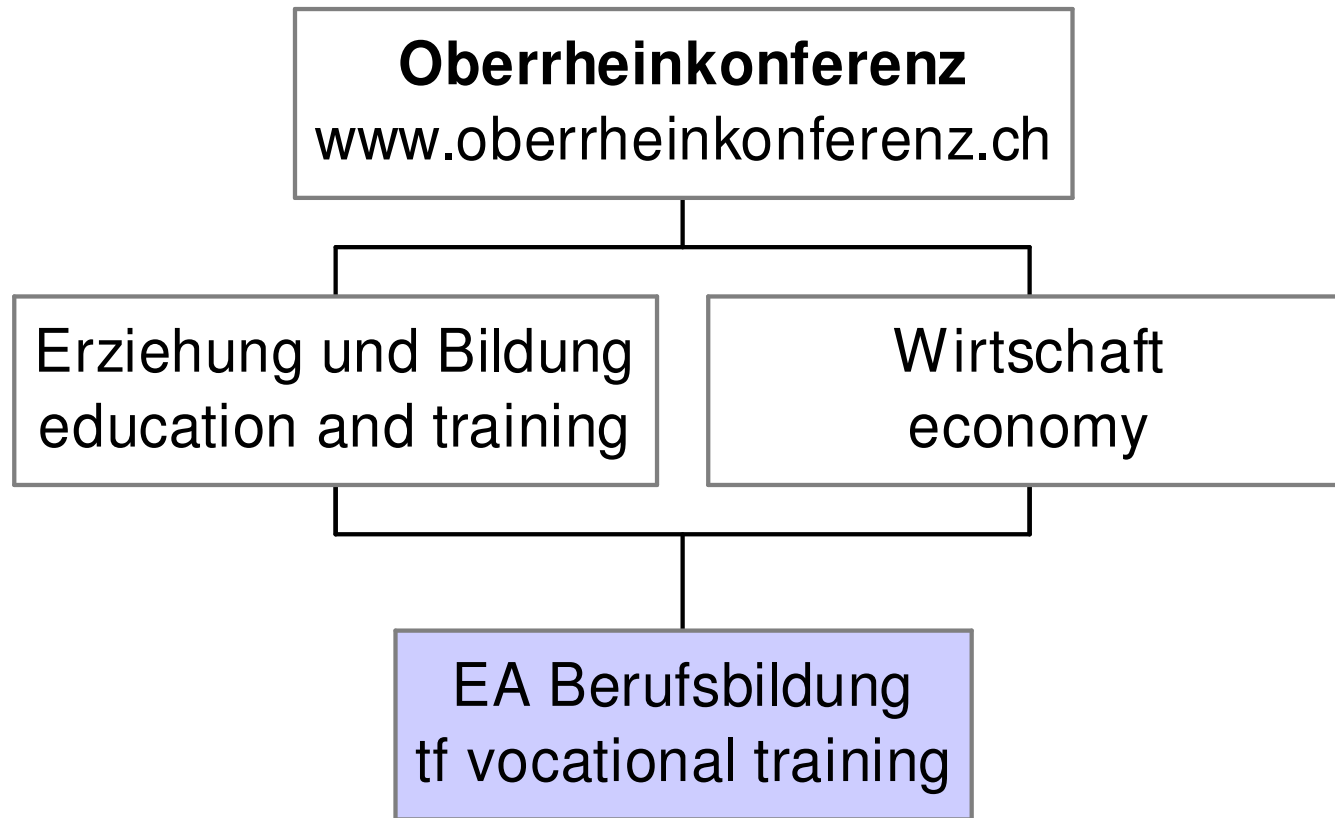 Oberrheinkonferenz
www.oberrheinkonferenz.ch
Erziehung und Bildung
education and training
Wirtschaft
economy
EA Berufsbildung
tf vocational training